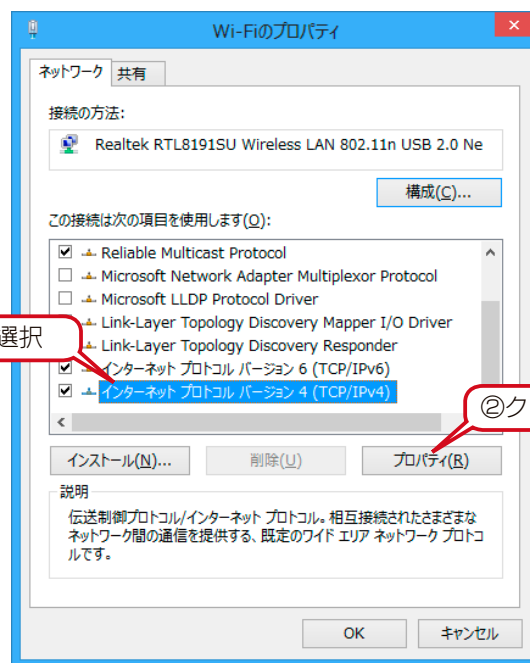 Wi-Fiのプロパティ
ネットワーク 共有
接続の方法:
Realtek RTL8191SU Wireless LAN 802.11n USB 2.0 Ne
構成(C)...
この接続は次の項目を使用します(O):
Reliable Multicast Protocol
Microsoft Network Adapter Multiplexor Protocol
Microsoft LLDP Protocol Driver
Link-Layer Topology Discovery Mapper I/O Driver
選択
Link-Layer Topology Discovery Responder
インターネット プロトコル バージョン 6 (TCP/IPv6)
インターネット プロトコル バージョン 4 (TCP/IPv4)
②ク
インストール(N)... 削除(U) プロパティ(R)
説明
伝送制御プロトコル/インターネット プロトコル。相互接続されたさまざまな
ネットワーク間の通信を提供する、既定のワイド エリア ネットワーク プロトコ
ルです。
OK キャンセル